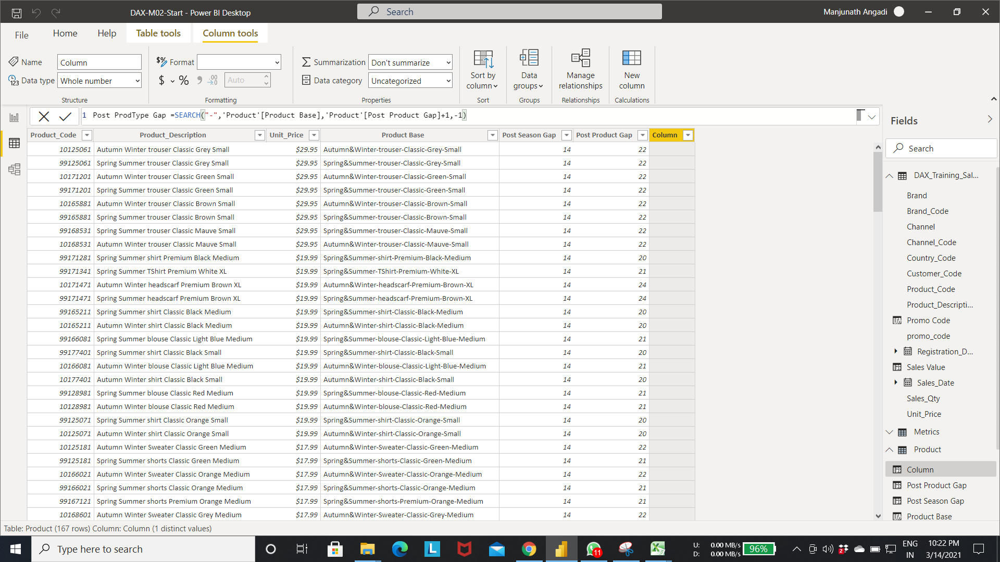 DAX-M02-Start - Power BI Desktop
Search
Manjunath Angadi
File Home Help Table tools Column tools
Name Column
Data type Whole number
Structure
Format
$ % Auto
Formatting
Summarization Don't summarize
Data category Uncategorized
Properties
Sort by column
Sort
Data groups
Groups
Manage relationships
Relationships
New column
Calculations
1 Post ProdType Gap =SEARCH("-",'Product'[Product Base],'Product'[Post Product Gap]+1,-1)
Product_Code Product_Description Unit_Price Product Base Post Season Gap Post Product Gap Column
10125061 Autumn Winter trouser Classic Grey Small $29.95 Autumn&Winter-trouser-Classic-Grey-Small 14 22
99125061 Spring Summer trouser Classic Grey Small $29.95 Spring&Summer-trouser-Classic-Grey-Small 14 22
10171201 Autumn Winter trouser Classic Green Small $29.95 Autumn&Winter-trouser-Classic-Green-Small 14 22
99171201 Spring Summer trouser Classic Green Small $29.95 Spring&Summer-trouser-Classic-Green-Small 14 22
10165881 Autumn Winter trouser Classic Brown Small $29.95 Autumn&Winter-trouser-Classic-Brown-Small 14 22
99165881 Spring Summer trouser Classic Brown Small $29.95 Spring&Summer-trouser-Classic-Brown-Small 14 22
99168531 Spring Summer trouser Classic Mauve Small $29.95 Spring&Summer-trouser-Classic-Mauve-Small 14 22
10168531 Autumn Winter trouser Classic Mauve Small $29.95 Autumn&Winter-trouser-Classic-Mauve-Small 14 22
99171281 Spring Summer shirt Premium Black Medium $19.99 Spring&Summer-shirt-Premium-Black-Medium 14 20
99171341 Spring Summer TShirt Premium White XL $19.99 Spring&Summer-TShirt-Premium-White-XL 14 21
10171471 Autumn Winter headscarf Premium Brown XL $19.99 Autumn&Winter-headscarf-Premium-Brown-XL 14 24
99171471 Spring Summer headscarf Premium Brown XL $19.99 Spring&Summer-headscarf-Premium-Brown-XL 14 24
99165211 Spring Summer shirt Classic Black Medium $19.99 Spring&Summer-shirt-Classic-Black-Medium 14 20
10165211 Autumn Winter shirt Classic Black Medium $19.99 Autumn&Winter-shirt-Classic-Black-Medium 14 20
99166081 Spring Summer blouse Classic Light Blue Medium $19.99 Spring&Summer-blouse-Classic-Light-Blue-Medium 14 21
99177401 Spring Summer shirt Classic Black Small $19.99 Spring&Summer-shirt-Classic-Black-Small 14 20
10166081 Autumn Winter blouse Classic Light Blue Medium $19.99 Autumn&Winter-blouse-Classic-Light-Blue-Medium 14 21
10177401 Autumn Winter shirt Classic Black Small $19.99 Autumn&Winter-shirt-Classic-Black-Small 14 20
99128981 Spring Summer blouse Classic Red Medium $19.99 Spring&Summer-blouse-Classic-Red-Medium 14 21
10128981 Autumn Winter blouse Classic Red Medium $19.99 Autumn&Winter-blouse-Classic-Red-Medium 14 21
99125071 Spring Summer shirt Classic Orange Small $19.99 Spring&Summer-shirt-Classic-Orange-Small 14 20
10125071 Autumn Winter shirt Classic Orange Small $19.99 Autumn&Winter-shirt-Classic-Orange-Small 14 20
10125181 Autumn Winter Sweater Classic Green Medium $17.99 Autumn&Winter-Sweater-Classic-Green-Medium 14 22
99125181 Spring Summer shorts Classic Green Medium $17.99 Spring&Summer-shorts-Classic-Green-Medium 14 21
10166021 Autumn Winter Sweater Classic Orange Medium $17.99 Autumn&Winter-Sweater-Classic-Orange-Medium 14 22
99166021 Spring Summer shorts Classic Orange Medium $17.99 Spring&Summer-shorts-Classic-Orange-Medium 14 21
99167121 Spring Summer shorts Premium Orange Medium $17.99 Spring&Summer-shorts-Premium-Orange-Medium 14 21
10168601 Autumn Winter Sweater Classic Grey Medium $17.99 Autumn&Winter-Sweater-Classic-Grey-Medium 14 22
Fields
Search
DAX_Training_Sal...
Brand
Brand_Code
Channel
Channel_Code
Country_Code
Customer_Code
Product_Code
Product_Descripti...
Promo Code
promo_code
Registration_D...
Sales Value
Sales_Date
Sales_Qty
Unit_Price
Metrics
Product
Column
Post Product Gap
Post Season Gap
Product Base
Table: Product (167 rows) Column: Column (1 distinct values)
Type here to search
L
11
U: 0.00 MB/s
D: 0.00 MB/s
96%
2
ENG
IN
10:22 PM
3/14/2021